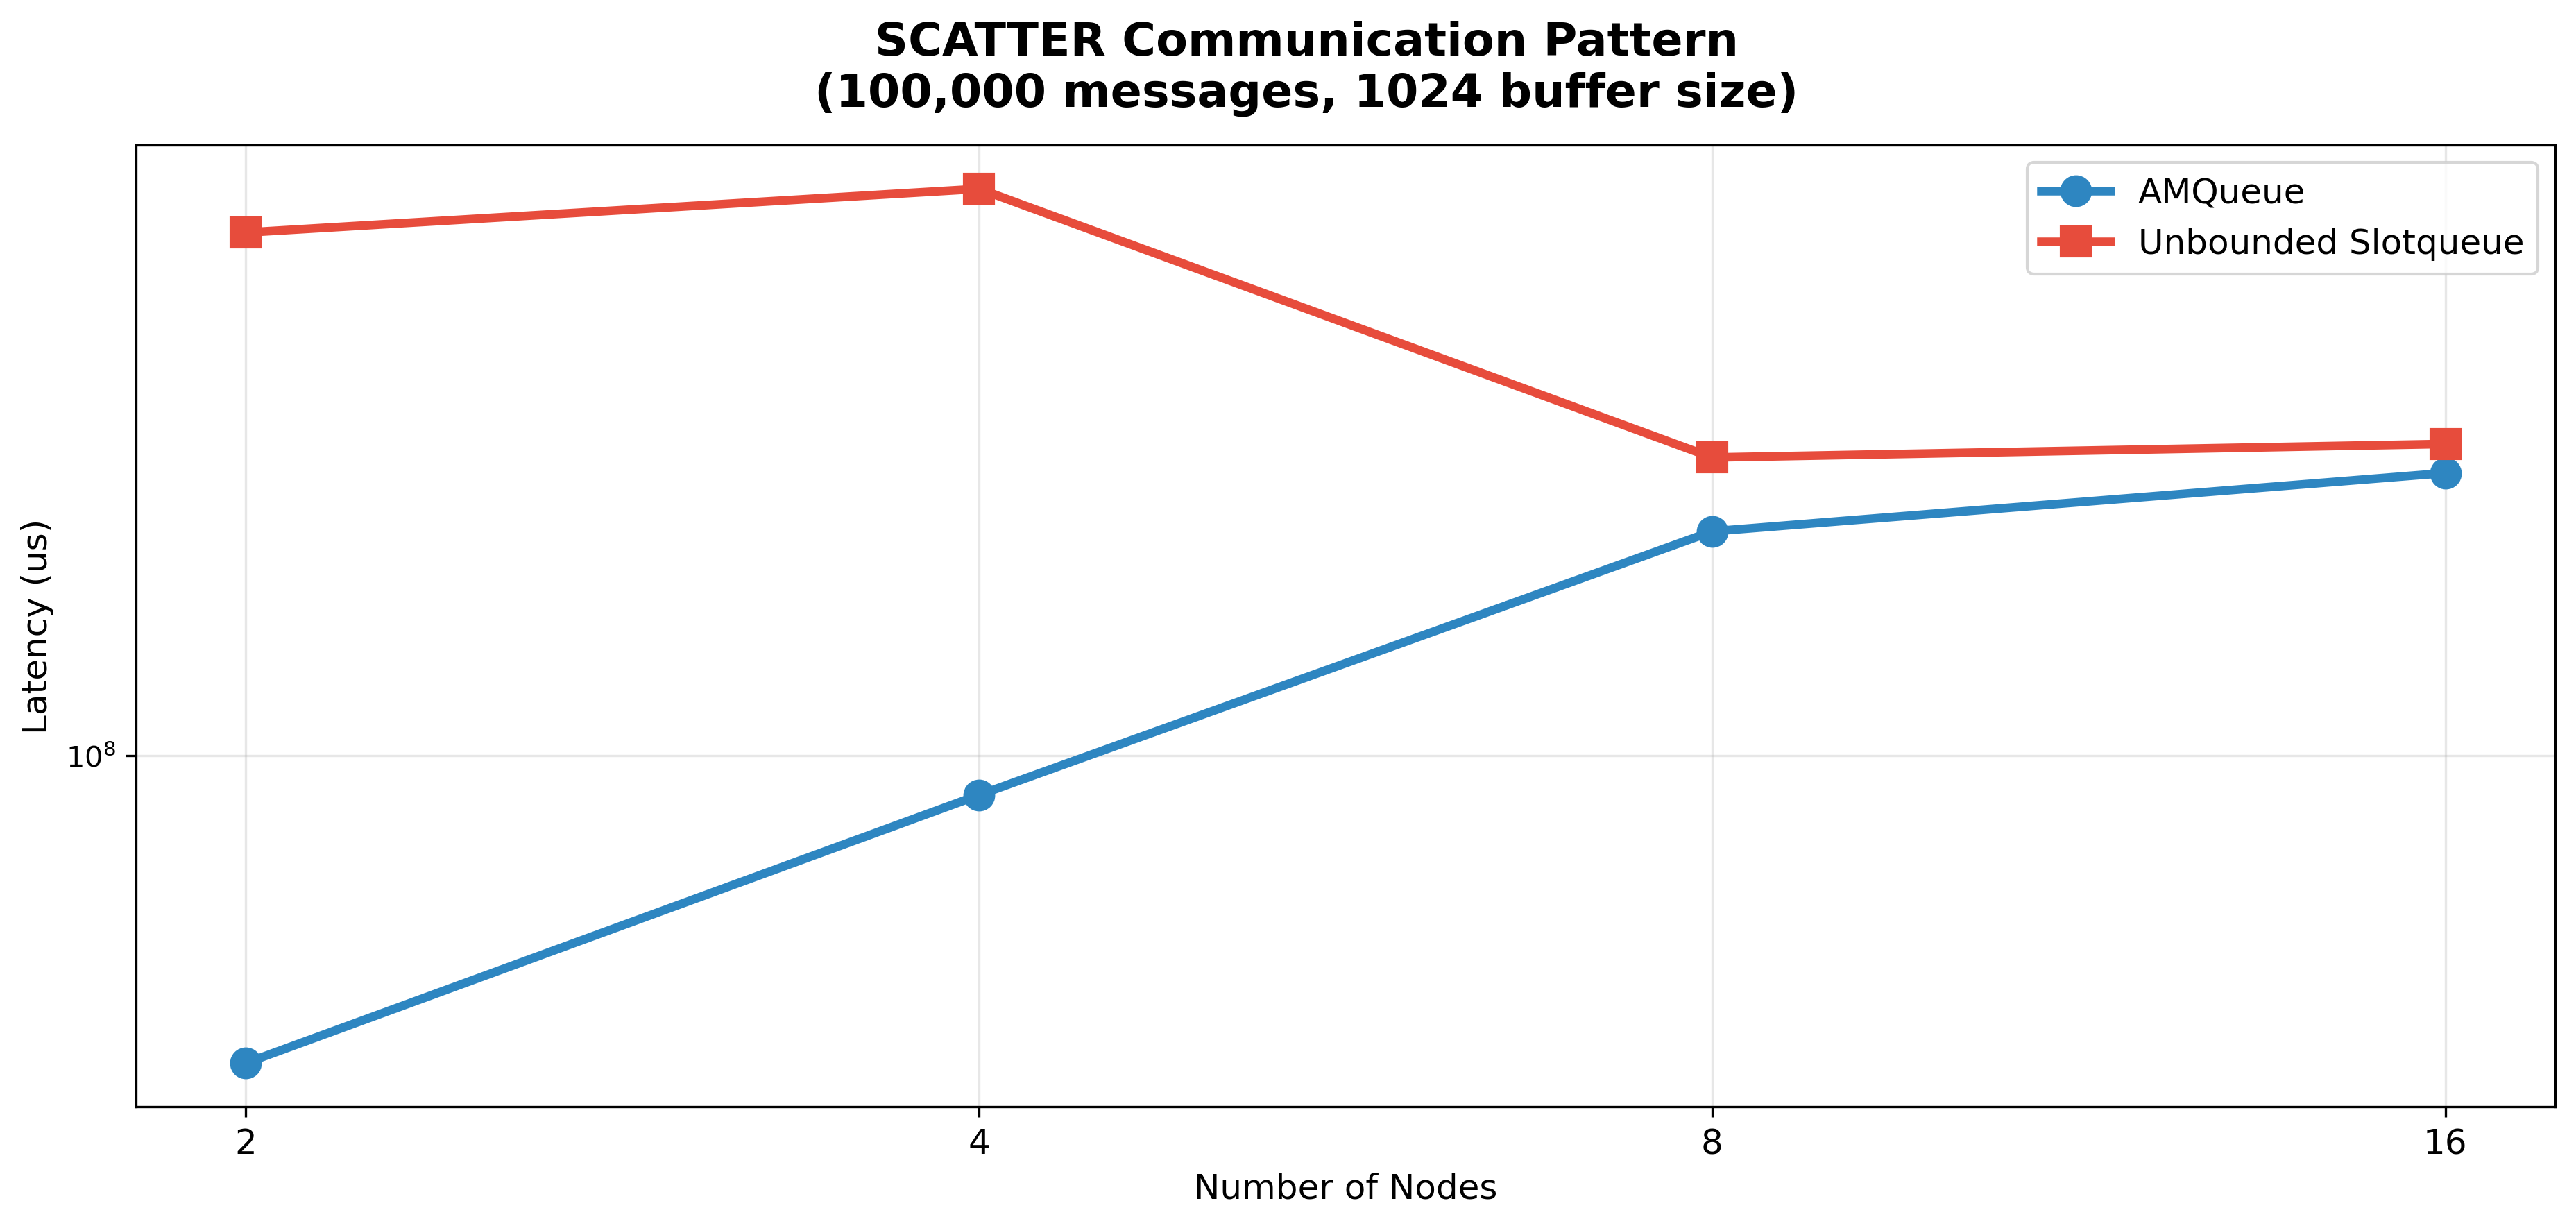 SCATTER Communication Pattern
(100,000 messages, 1024 buffer size)
AMQueue
Unbounded Slotqueue
Latency (us)
10⁸
2 4 8 16
Number of Nodes